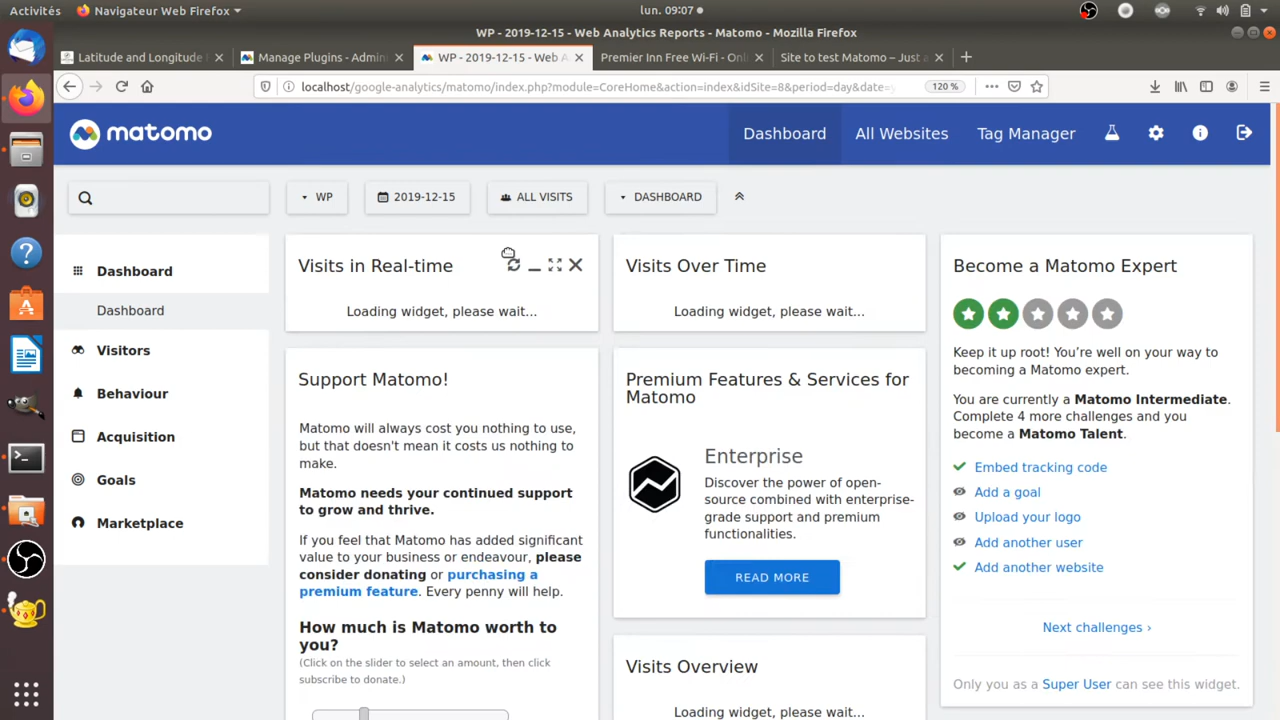 Activités
Navigateur Web Firefox
lun. 09:07
WP - 2019-12-15 - Web Analytics Reports - Matomo - Mozilla Firefox
Latitude and Longitude
Manage Plugins - Admin
WP - 2019-12-15 - Web A
Premier Inn Free Wi-Fi - Onl
Site to test Matomo – Just a
localhost/google-analytics/matomo/index.php?module=CoreHome&action=index&idSite=8&period=day&date=
120 %
matomo
Dashboard
All Websites
Tag Manager
WP
2019-12-15
ALL VISITS
DASHBOARD
Dashboard
Dashboard
Visitors
Behaviour
Acquisition
Goals
Marketplace
Visits in Real-time
Loading widget, please wait...
Support Matomo!
Matomo will always cost you nothing to use,
but that doesn't mean it costs us nothing to
make.
Matomo needs your continued support
to grow and thrive.
If you feel that Matomo has added significant
value to your business or endeavour, please
consider donating or purchasing a
premium feature. Every penny will help.
How much is Matomo worth to
you?
(Click on the slider to select an amount, then click
subscribe to donate.)
Visits Over Time
Loading widget, please wait...
Premium Features & Services for
Matomo
Enterprise
Discover the power of open-
source combined with enterprise-
grade support and premium
functionalities.
READ MORE
Visits Overview
Loading widget, please wait...
Become a Matomo Expert
Keep it up root! You’re well on your way to
becoming a Matomo expert.
You are currently a Matomo Intermediate.
Complete 4 more challenges and you
become a Matomo Talent.
Embed tracking code
Add a goal
Upload your logo
Add another user
Add another website
Next challenges ›
Only you as a Super User can see this widget.